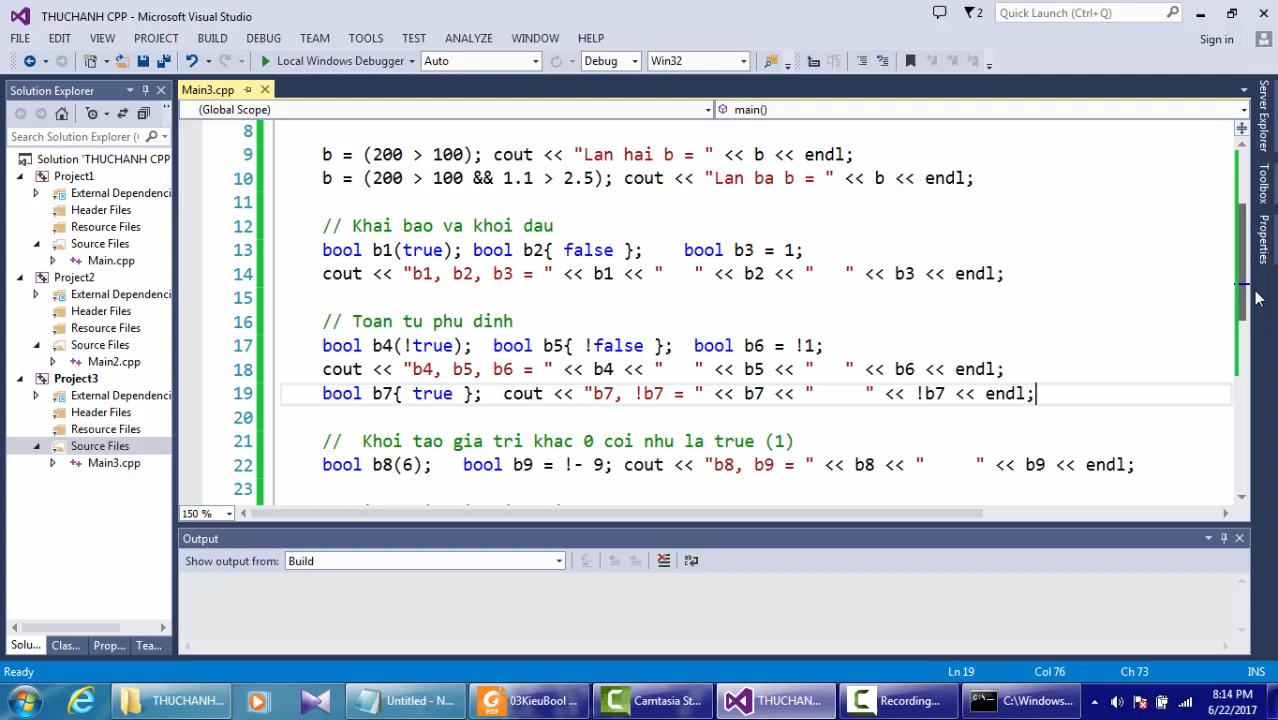 THUCHANH CPP - Microsoft Visual Studio
2
Quick Launch (Ctrl+Q)
FILE EDIT VIEW PROJECT BUILD DEBUG TEAM TOOLS TEST ANALYZE WINDOW HELP
Sign in
Local Windows Debugger Auto Debug Win32
Solution Explorer
Search Solution Explorer (
Solution 'THUCHANH CPP
Project1
External Dependenci
Header Files
Resource Files
Source Files
Main.cpp
Project2
External Dependenci
Header Files
Resource Files
Source Files
Main2.cpp
Project3
External Dependenci
Header Files
Resource Files
Source Files
Main3.cpp
Solu... Clas... Prop... Tea...
Main3.cpp
(Global Scope) main()
8
9 b = (200 > 100); cout << "Lan hai b = " << b << endl;
10 b = (200 > 100 && 1.1 > 2.5); cout << "Lan ba b = " << b << endl;
11
12 // Khai bao va khoi dau
13 bool b1(true); bool b2{ false };    bool b3 = 1;
14 cout << "b1, b2, b3 = " << b1 << "   " << b2 << "   " << b3 << endl;
15
16 // Toan tu phu dinh
17 bool b4(!true);  bool b5{ !false };  bool b6 = !1;
18 cout << "b4, b5, b6 = " << b4 << "   " << b5 << "   " << b6 << endl;
19 bool b7{ true };  cout << "b7, !b7 = " << b7 << "     " << !b7 << endl;
20
21 //  Khoi tao gia tri khac 0 coi nhu la true (1)
22 bool b8(6);   bool b9 = !- 9; cout << "b8, b9 = " << b8 << "     " << b9 << endl;
23
150 %
Server Explorer
Toolbox
Properties
Output
Show output from: Build
Ready Ln 19 Col 76 Ch 73 INS
THUCHANH... Untitled - N... 03KieuBool ... Camtasia St... THUCHAN... Recording... C:\Windows...
8:14 PM
6/22/2017